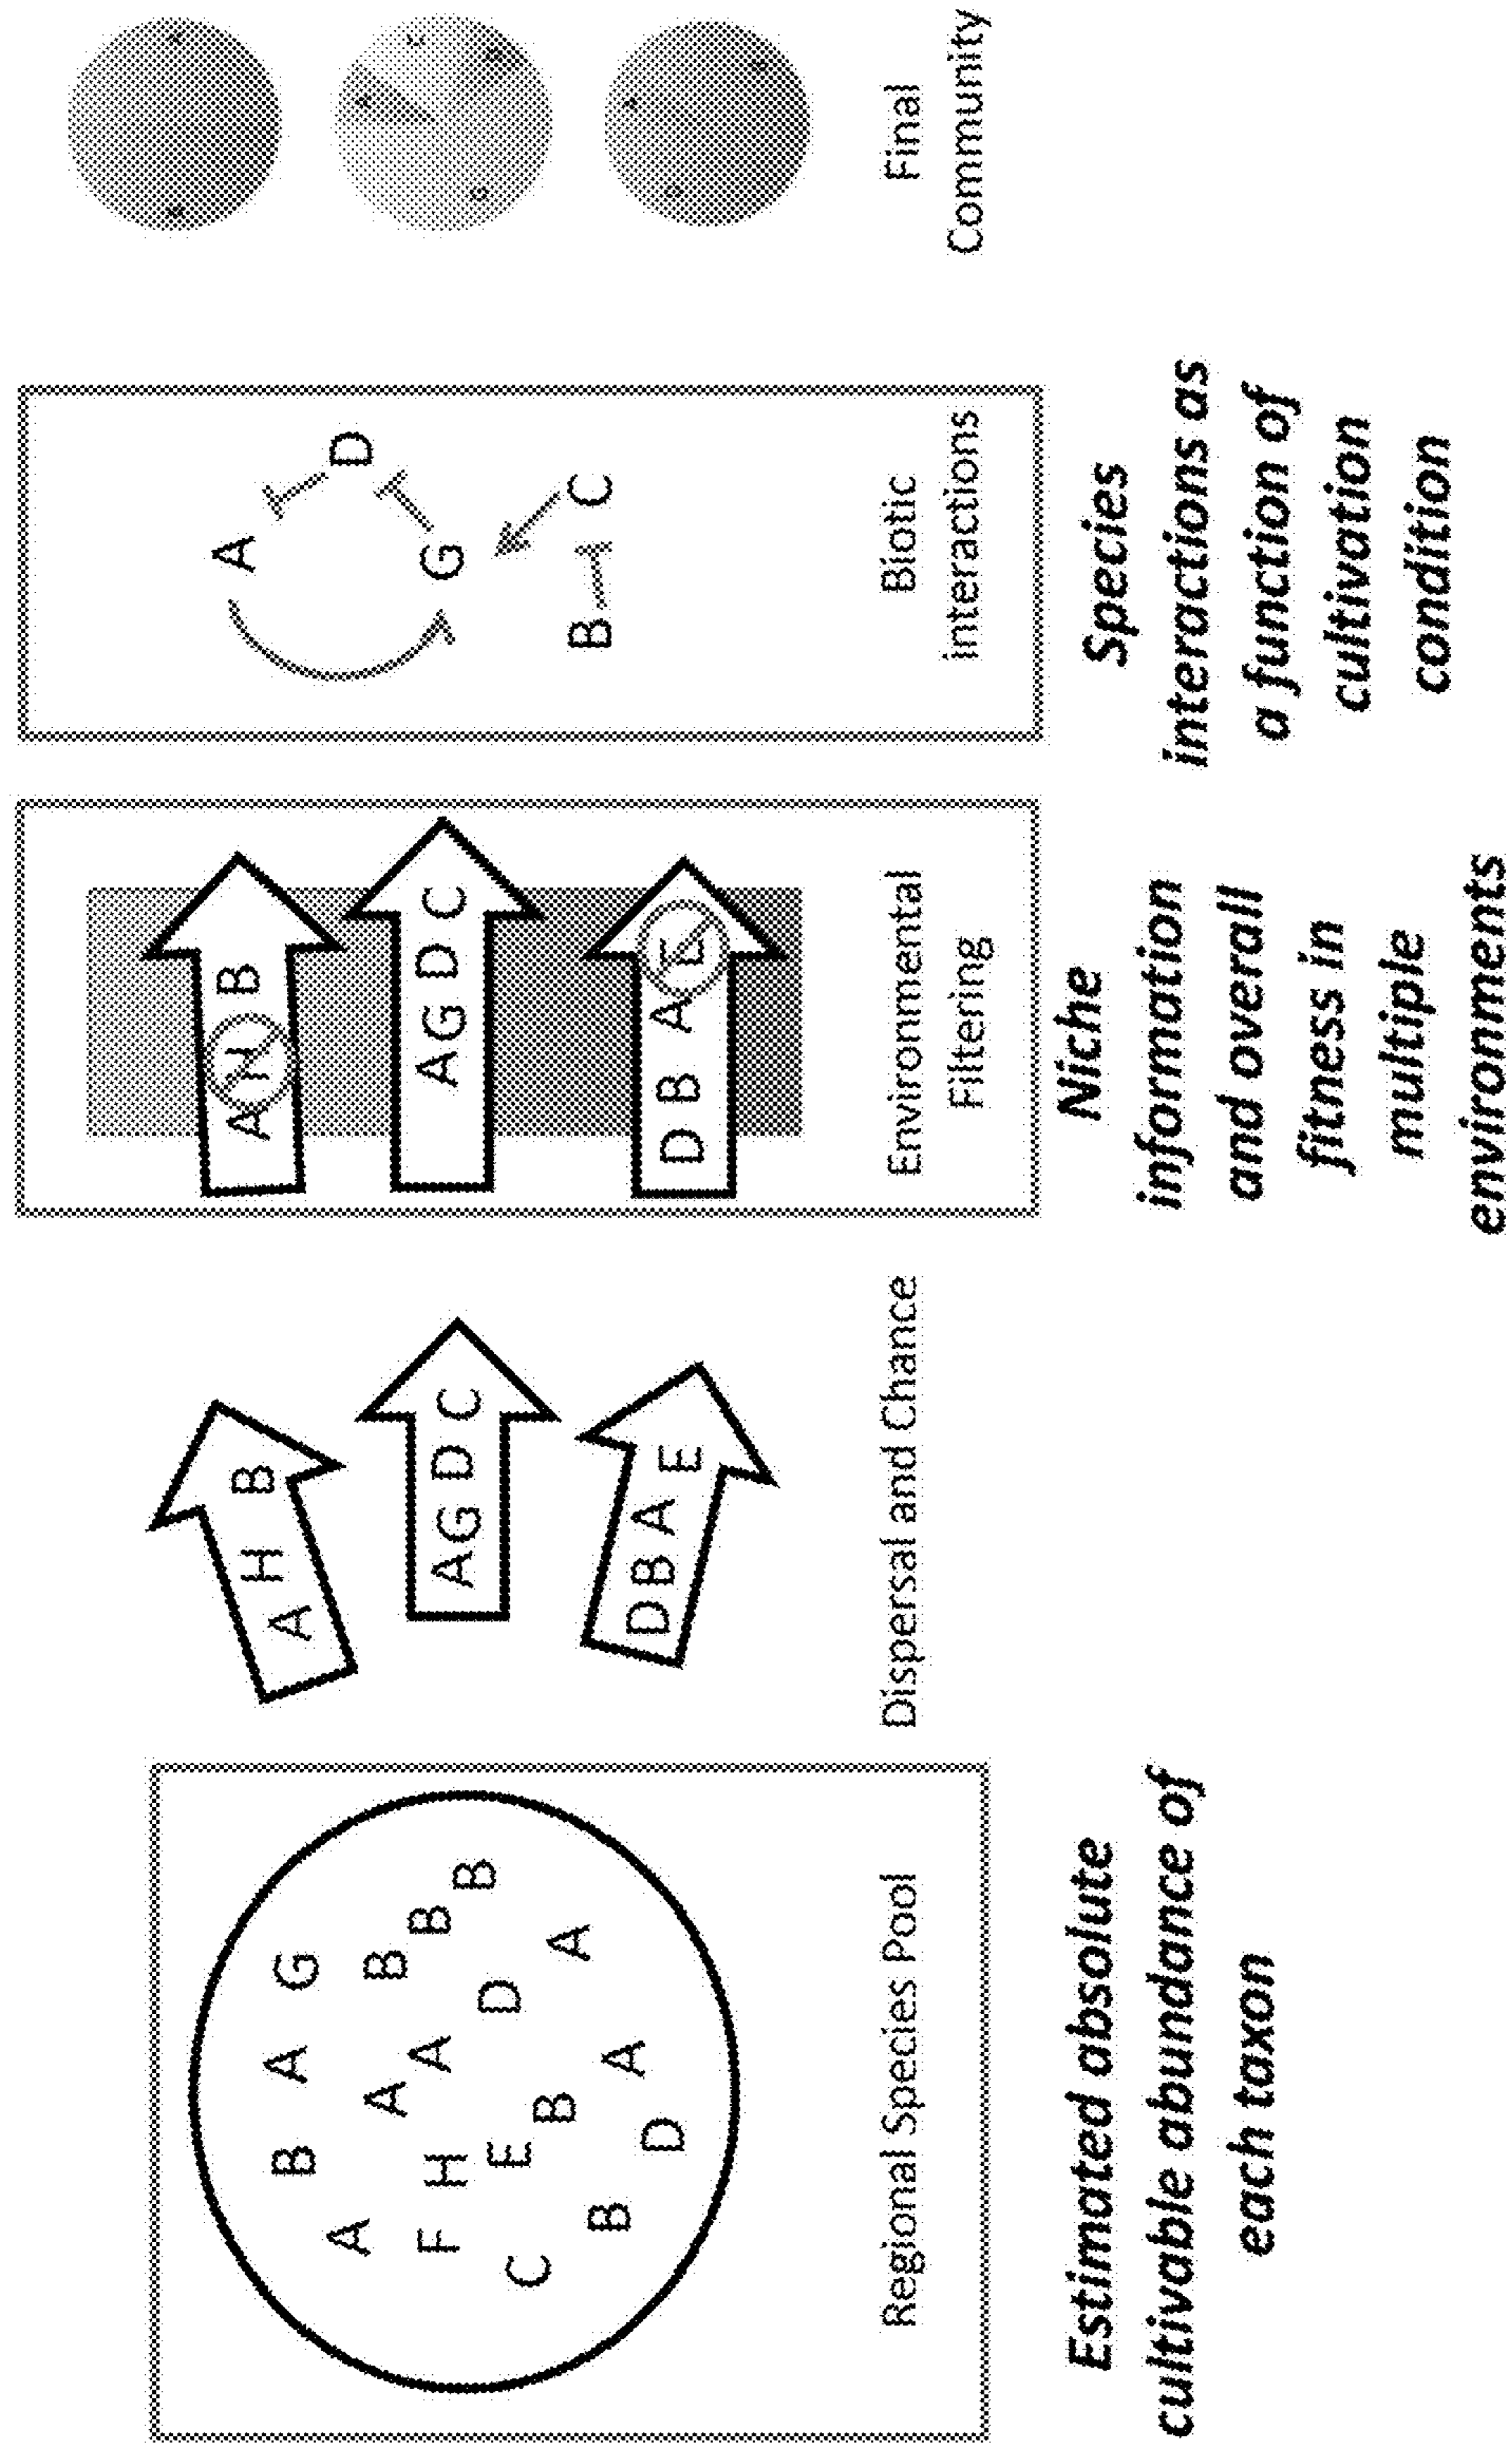 B A G
A A B
F H A B
C E D B
B A
B A
D
Regional Species Pool
Estimated absolute
cultivable abundance of
each taxon
A H B
A G D C
D B A E
Dispersal and Chance
A H B
A G D C
D B A E
Environmental
Filtering
Niche
information
and overall
fitness in
multiple
environments
A
D
G
B C
Biotic
interactions
Species
interactions as
a function of
cultivation
condition
Final
Community